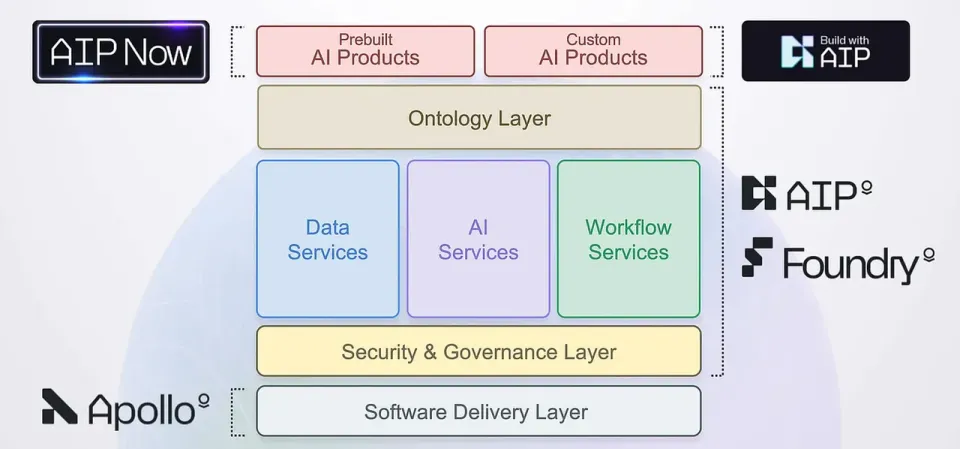 AIP Now
Prebuilt
AI Products
Custom
AI Products
Build with
AIP
Ontology Layer
Data
Services
AI
Services
Workflow
Services
AIP
Foundry
Security & Governance Layer
Apollo
Software Delivery Layer